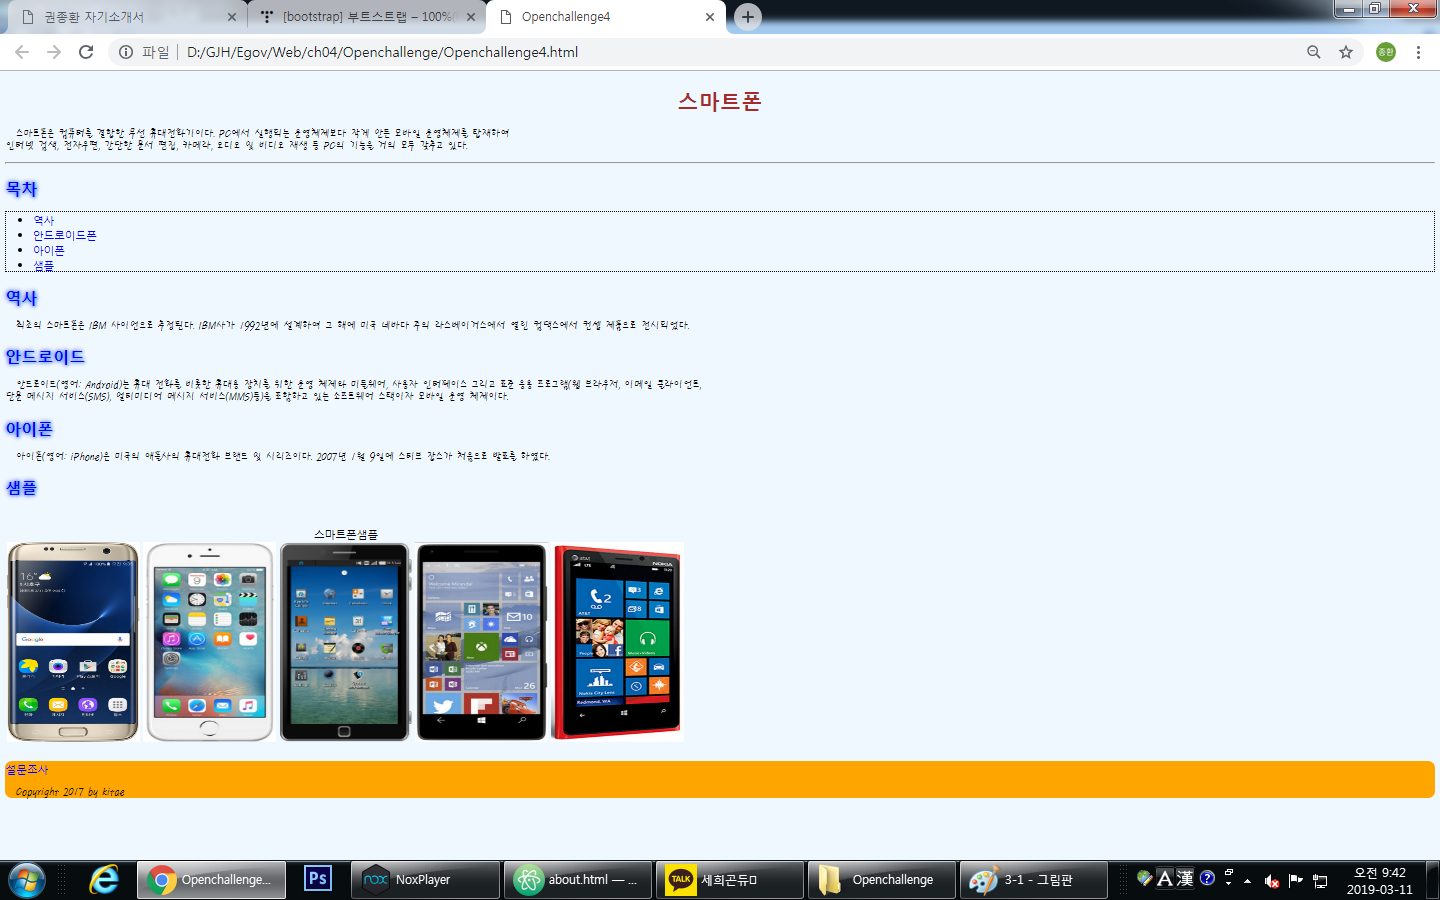 권종환 자기소개서
[bootstrap] 부트스트랩 – 100%
Openchallenge4
파일 D:/GJH/Egov/Web/ch04/Openchallenge/Openchallenge4.html
종환
스마트폰
스마트폰은 컴퓨터를 결합한 무선 휴대전화기이다. PC에서 실행되는 운영체제보다 작게 만든 모바일 운영체제를 탑재하여
인터넷 검색, 전자우편, 간단한 문서 편집, 카메라, 오디오 및 비디오 재생 등 PC의 기능을 거의 모두 갖추고 있다.
목차
역사
안드로이드폰
아이폰
샘플
역사
최초의 스마트폰은 IBM 사이먼으로 추정된다. IBM사가 1992년에 설계하여 그 해에 미국 네바다 주의 라스베이거스에서 열린 컴댁스에서 컨셉 제품으로 전시되었다.
안드로이드
안드로이드(영어: Android)는 휴대 전화를 비롯한 휴대용 장치를 위한 운영 체제와 미들웨어, 사용자 인터페이스 그리고 표준 응용 프로그램(웹 브라우저, 이메일 클라이언트,
단문 메시지 서비스(SMS), 멀티미디어 메시지 서비스(MMS)등)을 포함하고 있는 소프트웨어 스택이자 모바일 운영 체제이다.
아이폰
아이폰(영어: iPhone)은 미국의 애플사의 휴대전화 브랜드 및 시리즈이다. 2007년 1월 9일에 스티브 잡스가 처음으로 발표를 하였다.
샘플
스마트폰샘플
16°
Google
9
10
26
at&t
NOKIA
2
AT&T
People
Nokia City Lens
Redmond, WA
설문조사
Copyright 2017 by kitae
Openchallenge...
Ps
NoxPlayer
about.html — ...
TALK
세희곤듀
Openchallenge
3-1 - 그림판
A 漢
오전 9:42
2019-03-11